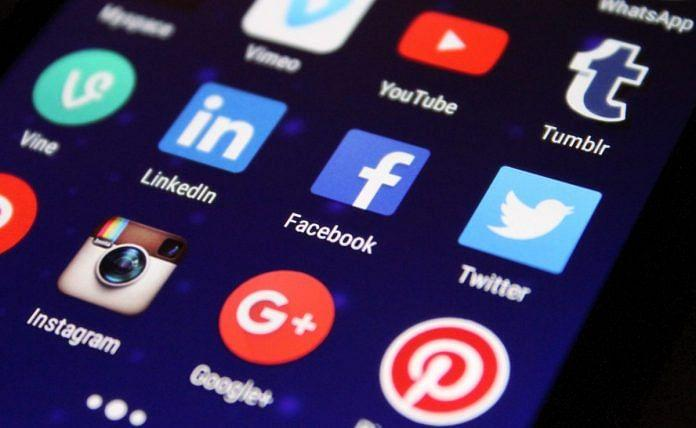 Myspace
Vimeo
YouTube
WhatsApp
Tumblr
Vine
in
LinkedIn
f
Facebook
Twitter
Instagram
G+
Google+